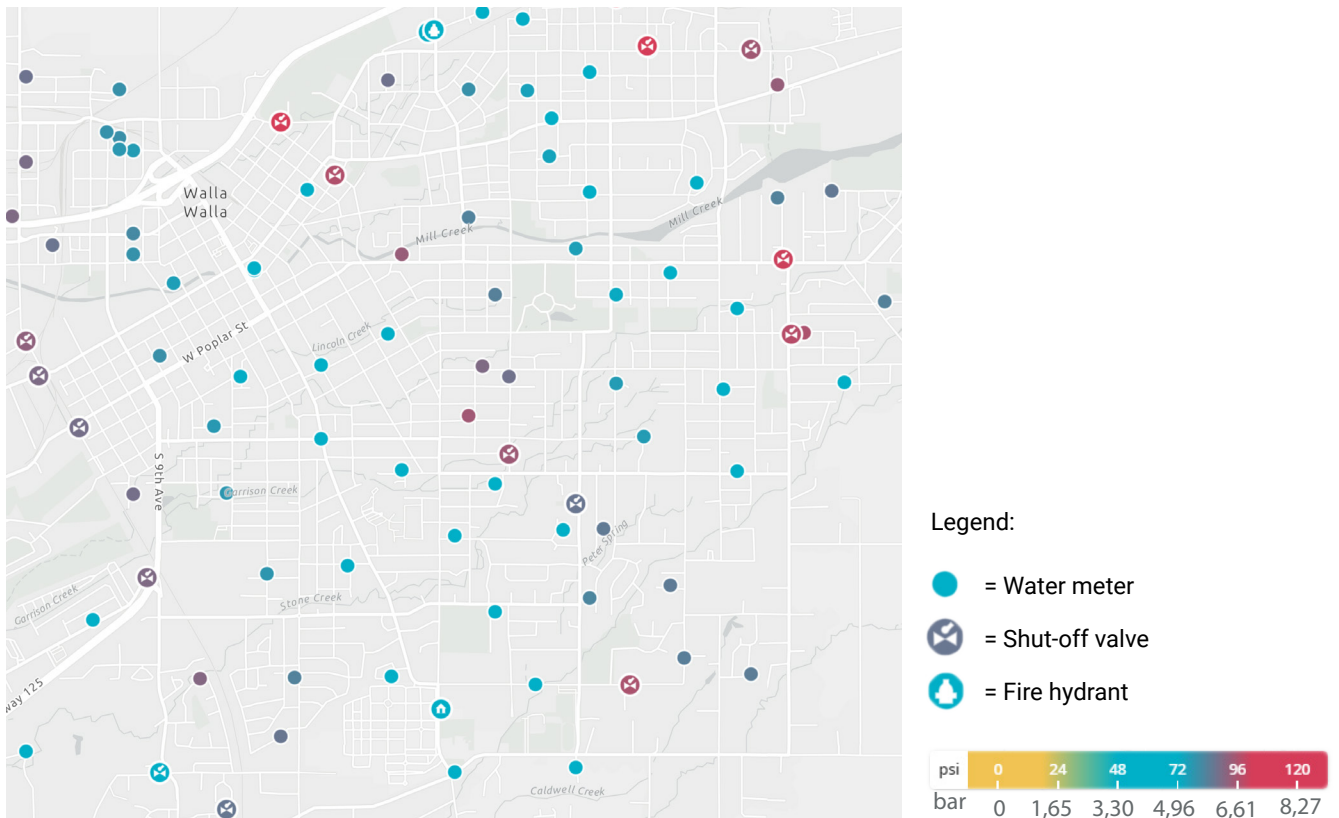 Walla
Walla
Mill Creek
Mill Creek
Lincoln Creek
W Poplar St
S 9th Ave
Garrison Creek
Peter Spring
Garrison Creek
Stone Creek
way 125
Caldwell Creek
Legend:
= Water meter
= Shut-off valve
= Fire hydrant
psi 0 24 48 72 96 120
bar 0 1,65 3,30 4,96 6,61 8,27